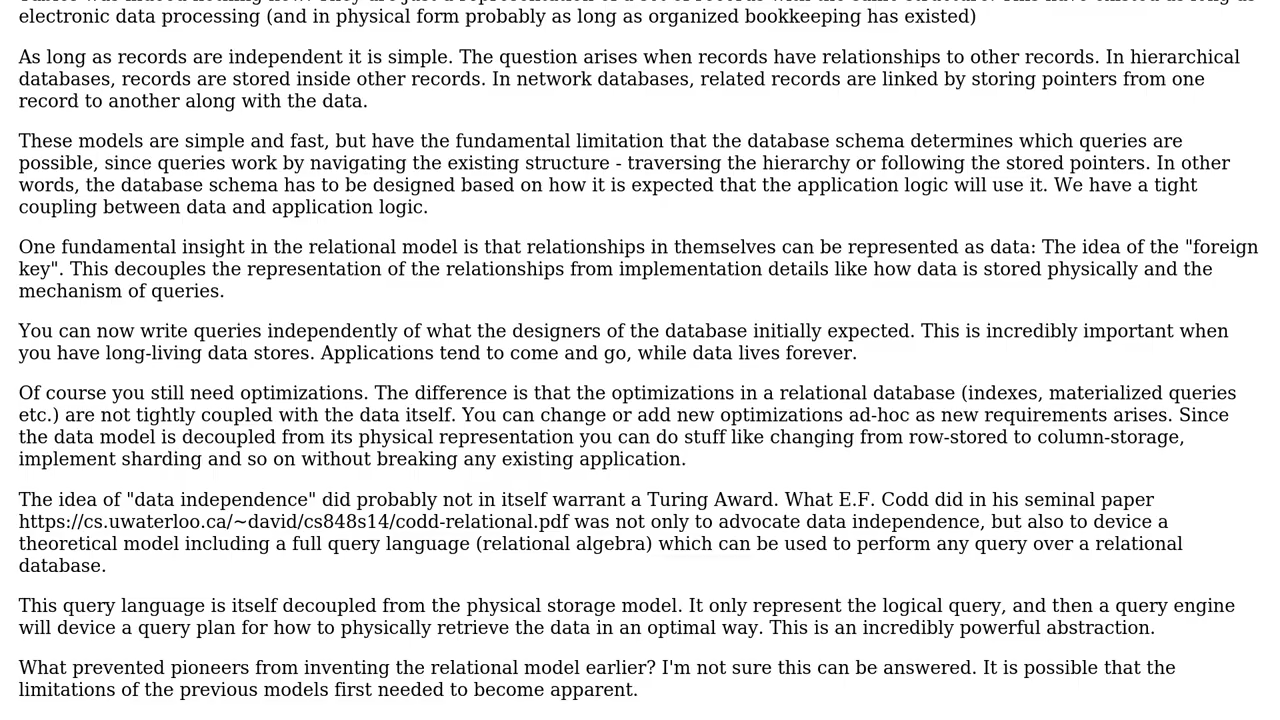 electronic data processing (and in physical form probably as long as organized bookkeeping has existed)
As long as records are independent it is simple. The question arises when records have relationships to other records. In hierarchical
databases, records are stored inside other records. In network databases, related records are linked by storing pointers from one
record to another along with the data.
These models are simple and fast, but have the fundamental limitation that the database schema determines which queries are
possible, since queries work by navigating the existing structure - traversing the hierarchy or following the stored pointers. In other
words, the database schema has to be designed based on how it is expected that the application logic will use it. We have a tight
coupling between data and application logic.
One fundamental insight in the relational model is that relationships in themselves can be represented as data: The idea of the "foreign
key". This decouples the representation of the relationships from implementation details like how data is stored physically and the
mechanism of queries.
You can now write queries independently of what the designers of the database initially expected. This is incredibly important when
you have long-living data stores. Applications tend to come and go, while data lives forever.
Of course you still need optimizations. The difference is that the optimizations in a relational database (indexes, materialized queries
etc.) are not tightly coupled with the data itself. You can change or add new optimizations ad-hoc as new requirements arises. Since
the data model is decoupled from its physical representation you can do stuff like changing from row-stored to column-storage,
implement sharding and so on without breaking any existing application.
The idea of "data independence" did probably not in itself warrant a Turing Award. What E.F. Codd did in his seminal paper
https://cs.uwaterloo.ca/~david/cs848s14/codd-relational.pdf was not only to advocate data independence, but also to device a
theoretical model including a full query language (relational algebra) which can be used to perform any query over a relational
database.
This query language is itself decoupled from the physical storage model. It only represent the logical query, and then a query engine
will device a query plan for how to physically retrieve the data in an optimal way. This is an incredibly powerful abstraction.
What prevented pioneers from inventing the relational model earlier? I'm not sure this can be answered. It is possible that the
limitations of the previous models first needed to become apparent.